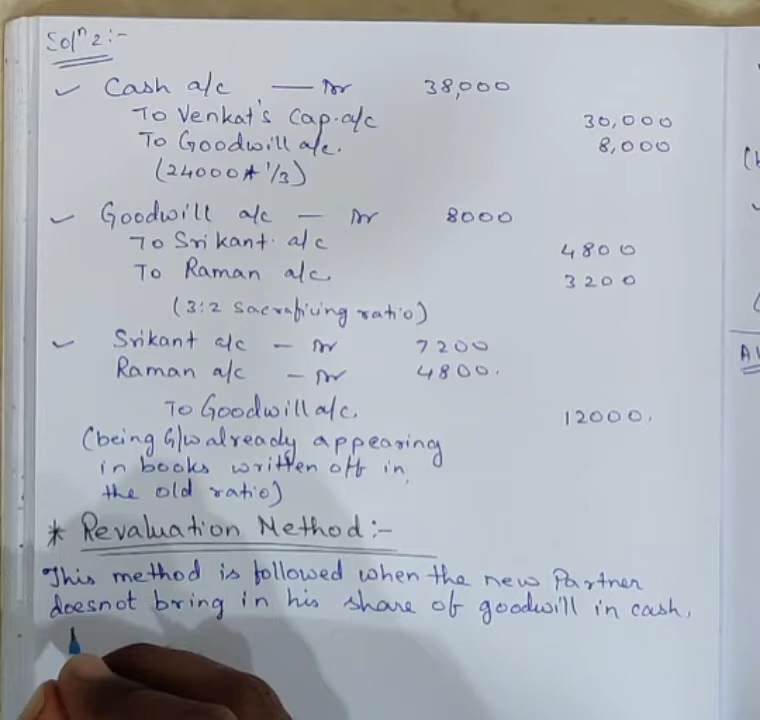 Solⁿ 2:-
✓ Cash a/c — Dr 38,000
To Venkat's Cap. a/c 30,000
To Goodwill a/c. 8,000
(24000 * 1/3)
✓ Goodwill a/c — Dr 8000
To Srikant a/c 4800
To Raman a/c 3200
(3:2 sacrificing ratio)
✓ Srikant a/c — Dr 7200
Raman a/c — Dr 4800.
To Goodwill a/c. 12000.
(being G/w already appearing
in books written off in
the old ratio)
* Revaluation Method:-
This method is followed when the new Partner
doesnot bring in his share of goodwill in cash.